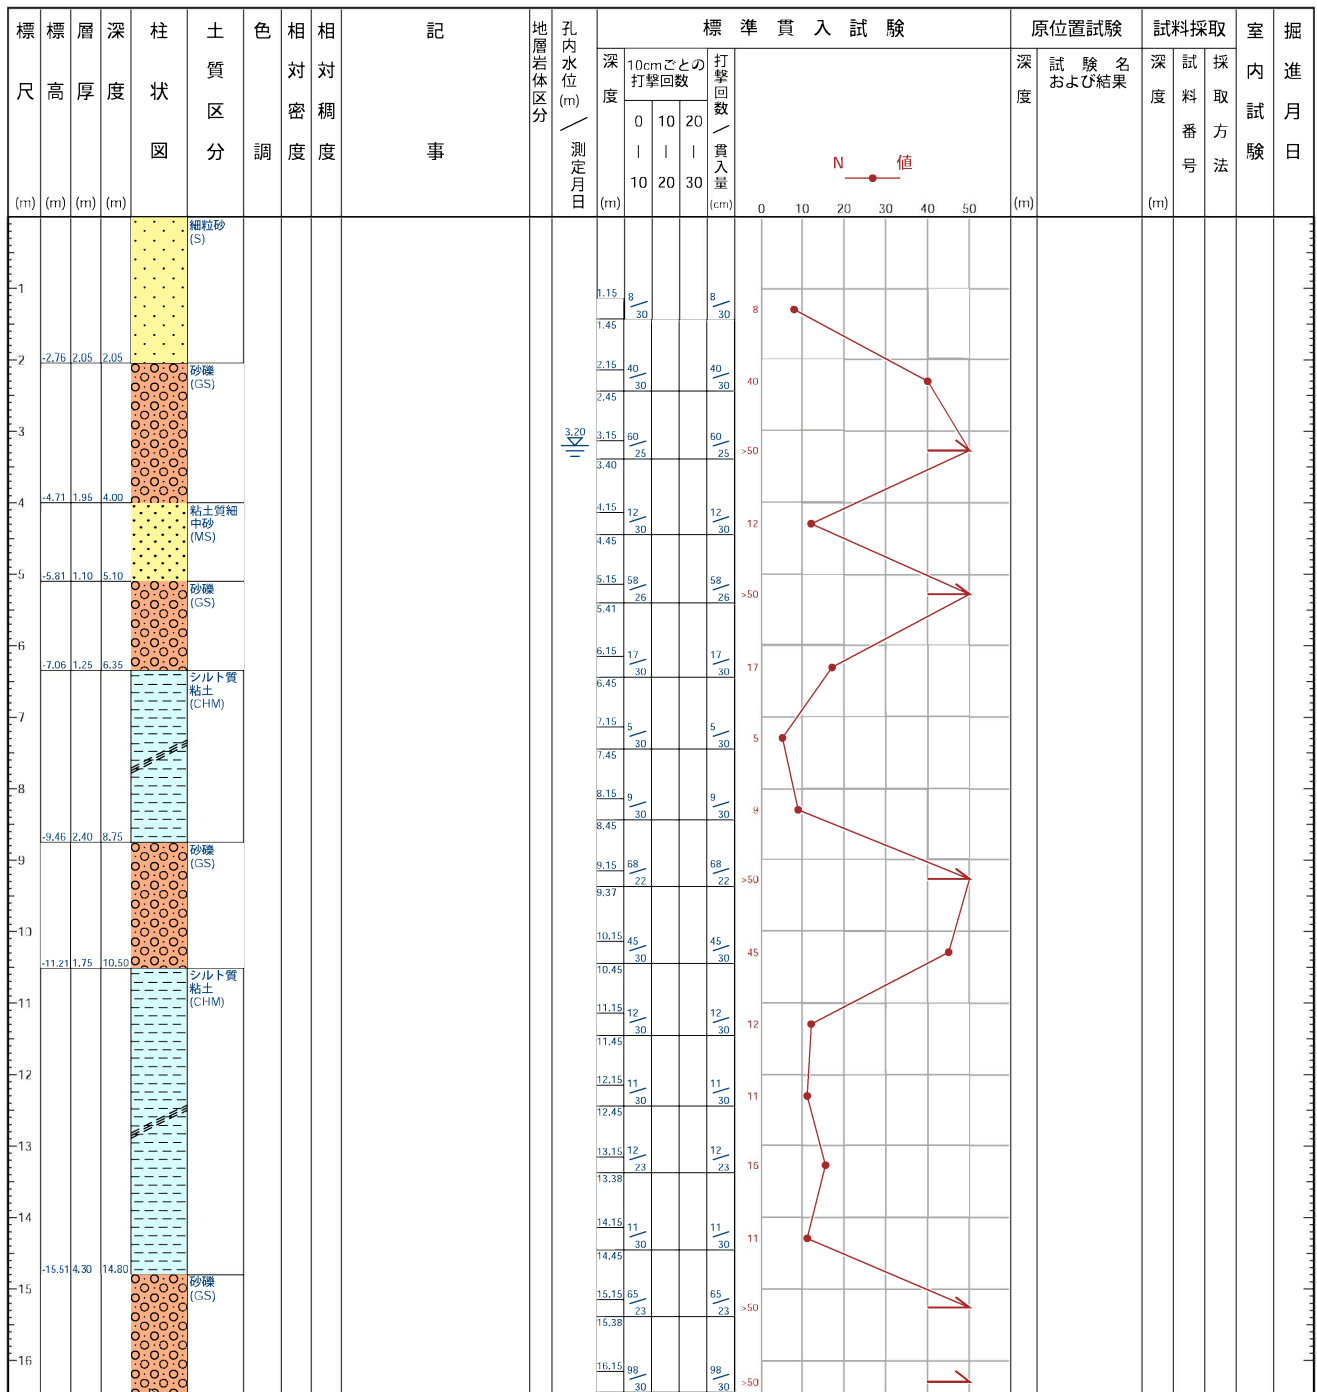 標尺
(m)
標高
(m)
層厚
(m)
深度
(m)
柱状図
土質区分
色調
相対密度
相対稠度
記事
地層岩体区分
孔内水位(m)／測定月日
標準貫入試験
深度
(m)
10cmごとの
打撃回数
0
|
10
10
|
20
20
|
30
打撃回数／貫入量
(cm)
N 値
0 10 20 30 40 50
原位置試験
深度
(m)
試験名
および結果
試料採取
深度
(m)
試料番号
採取方法
室内試験
掘進月日
細粒砂
(S)
1
1.15 8/30 8/30 8
1.45
2
-2.76 2.05 2.05
砂礫
(GS)
2.15 40/30 40/30 40
2.45
3
3.20
3.15 60/25 60/25 >50
3.40
4
-4.71 1.95 4.00
粘土質細
中砂
(MS)
4.15 12/30 12/30 12
4.45
5
-5.81 1.10 5.10
砂礫
(GS)
5.15 58/26 58/26 >50
5.41
6
-7.06 1.25 6.35
6.15 17/30 17/30 17
6.45
シルト質
粘土
(CHM)
7
7.15 5/30 5/30 5
7.45
8
8.15 9/30 9/30 9
8.45
-9.46 2.40 8.75
砂礫
(GS)
9
9.15 68/22 68/22 >50
9.37
10
10.15 45/30 45/30 45
10.45
-11.21 1.75 10.50
シルト質
粘土
(CHM)
11
11.15 12/30 12/30 12
11.45
12
12.15 11/30 11/30 11
12.45
13
13.15 12/23 12/23 16
13.38
14
14.15 11/30 11/30 11
14.45
-15.51 4.30 14.80
砂礫
(GS)
15
15.15 65/23 65/23 >50
15.38
16
16.15 98/30 98/30 >50